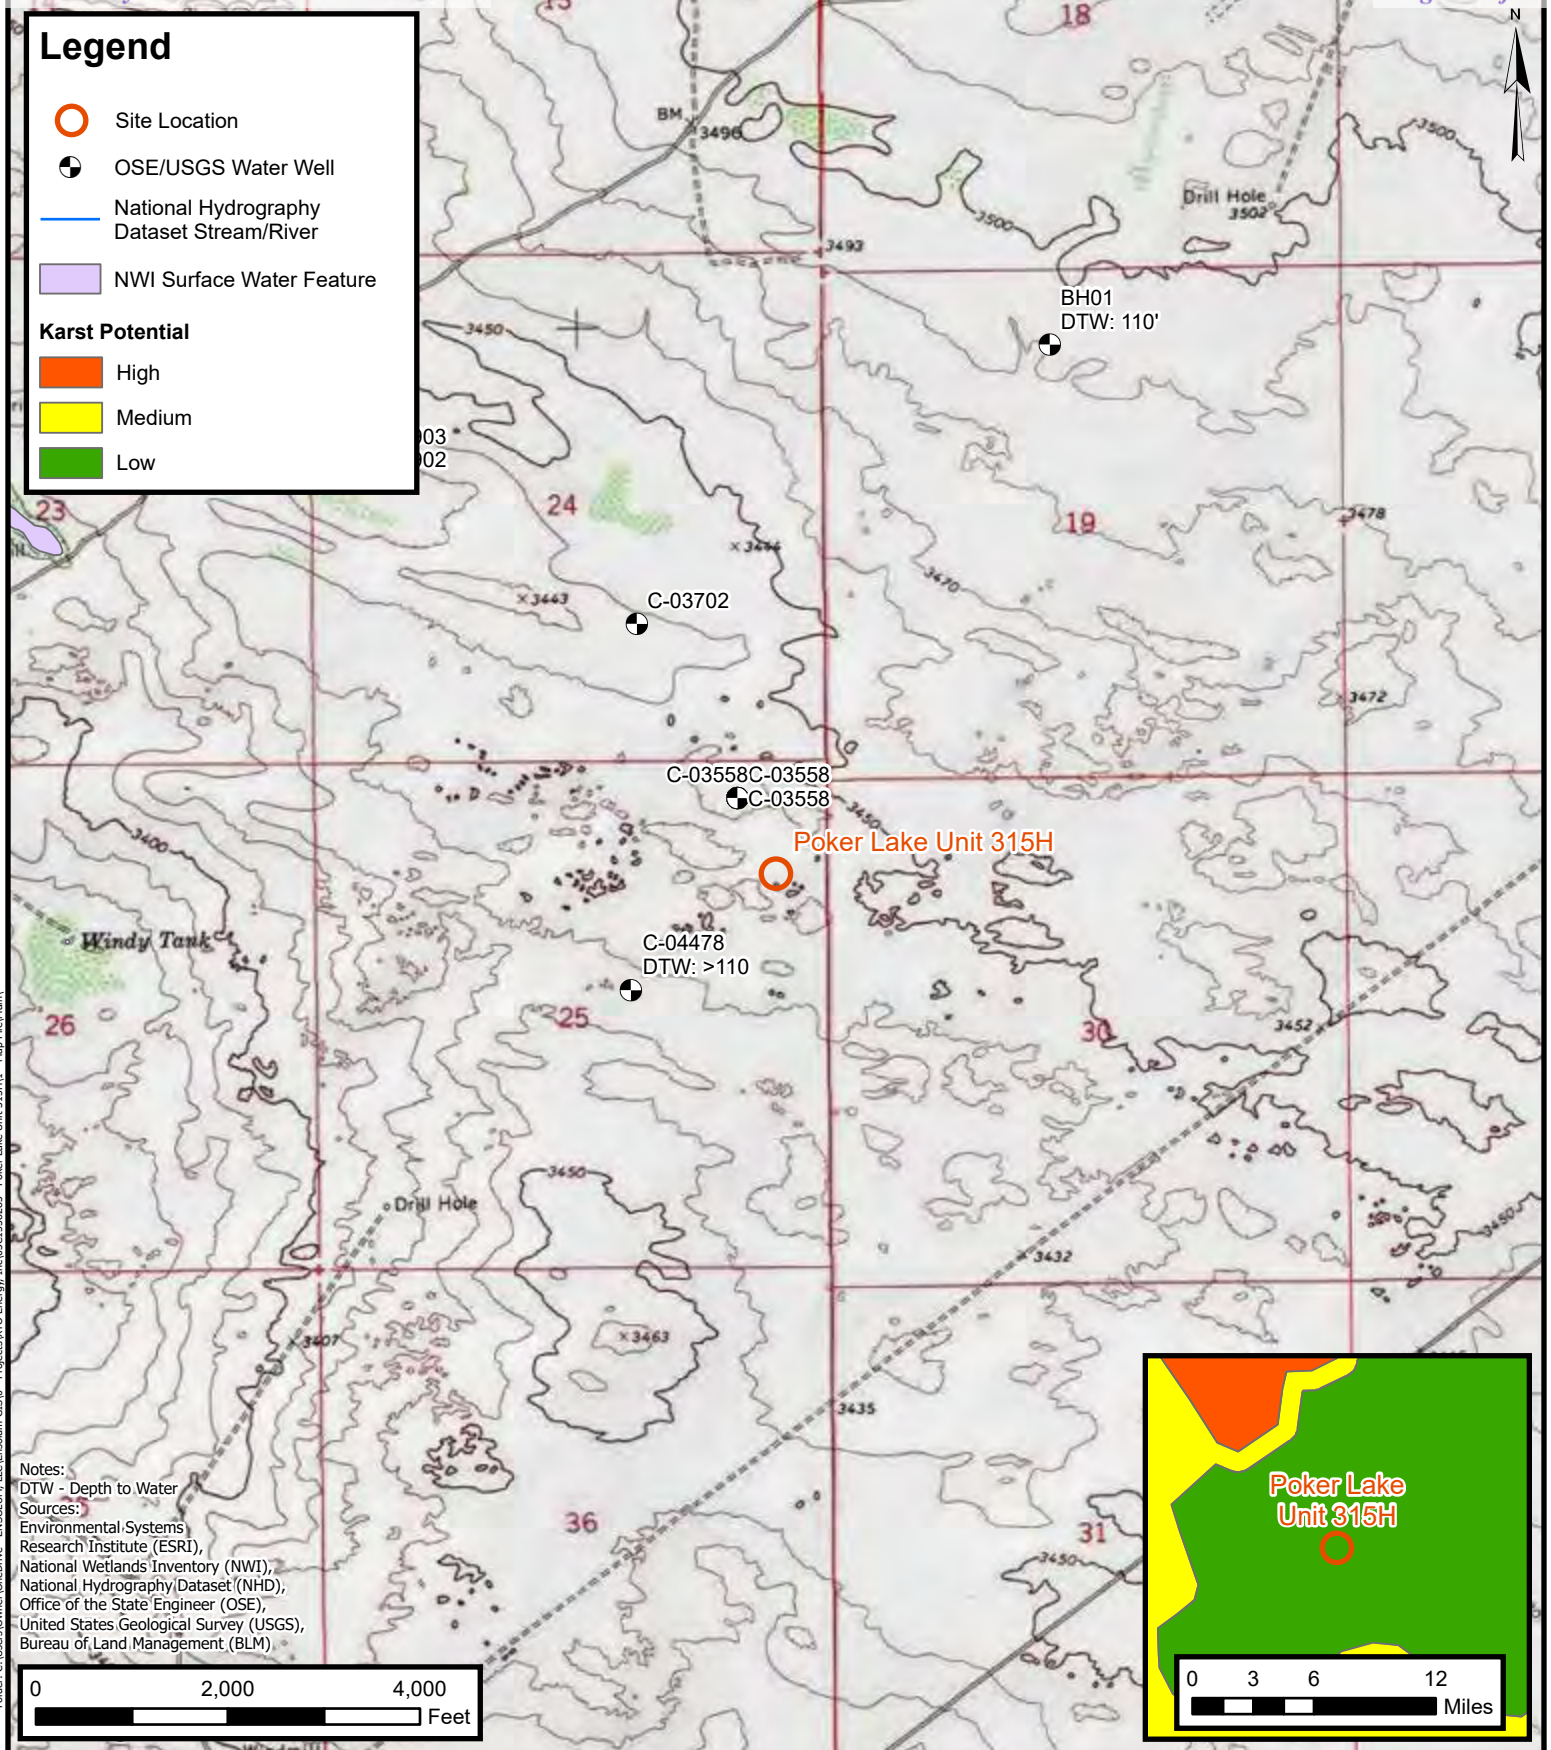 Legend
Site Location
OSE/USGS Water Well
National Hydrography
Dataset Stream/River
NWI Surface Water Feature
Karst Potential
High
Medium
Low
N
18
BM
3496
3500
Drill Hole
3502
3500
3493
BH01
DTW: 110'
3450
03
02
23
24
19
3478
×3444
3470
×3443
C-03702
3472
C-03558C-03558
C-03558
3450
Poker Lake Unit 315H
3400
Windy Tank
C-04478
DTW: >110
26
25
30
3452
3450
Drill Hole
3450
3432
3407
×3463
3435
36
31
3450
Notes:
DTW - Depth to Water
Sources:
Environmental Systems
Research Institute (ESRI),
National Wetlands Inventory (NWI),
National Hydrography Dataset (NHD),
Office of the State Engineer (OSE),
United States Geological Survey (USGS),
Bureau of Land Management (BLM)
0 2,000 4,000
Feet
Poker Lake
Unit 315H
0 3 6 12
Miles